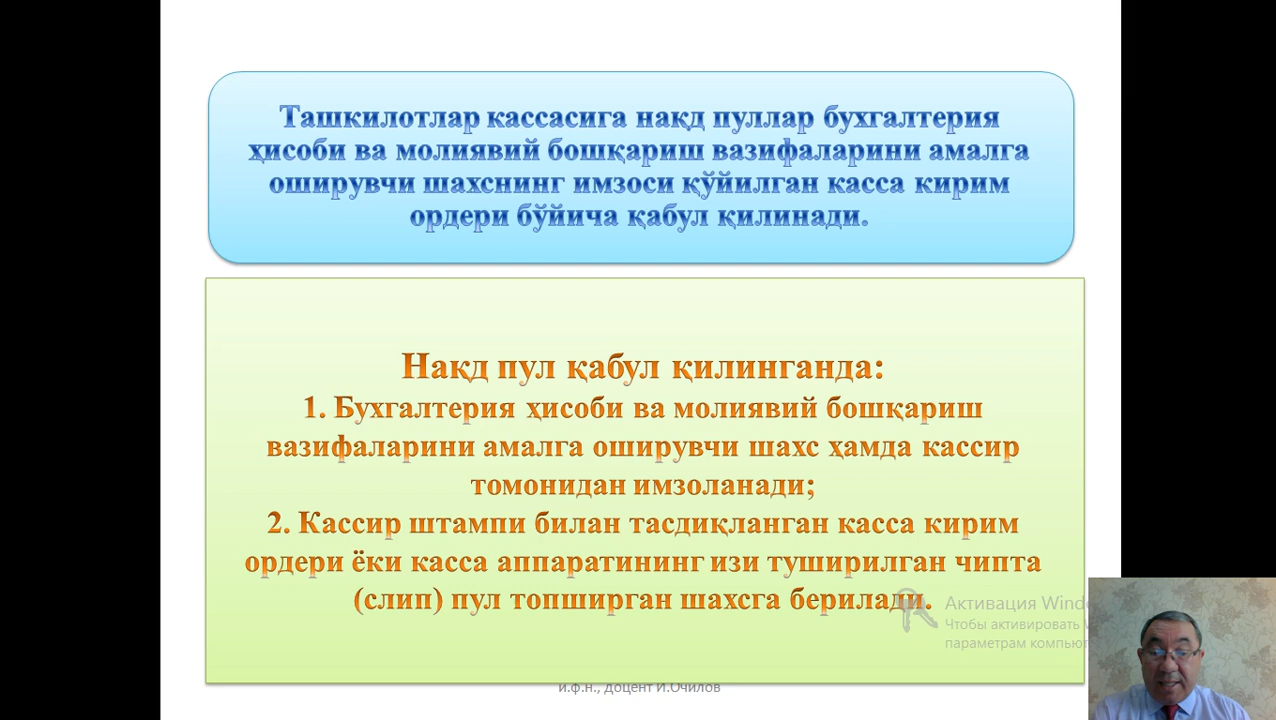 Ташкилотлар кассасига нақд пуллар бухгалтерия
ҳисоби ва молиявий бошқариш вазифаларини амалга
оширувчи шахснинг имзоси қўйилган касса кирим
ордери бўйича қабул қилинади.
Нақд пул қабул қилинганда:
1. Бухгалтерия ҳисоби ва молиявий бошқариш
вазифаларини амалга оширувчи шахс ҳамда кассир
томонидан имзоланади;
2. Кассир штампи билан тасдиқланган касса кирим
ордери ёки касса аппаратининг изи туширилган чипта
(слип) пул топширган шахсга берилади.
Активация Windo
Чтобы активировать
параметрам компьют
и.ф.н., доцент И.Очилов